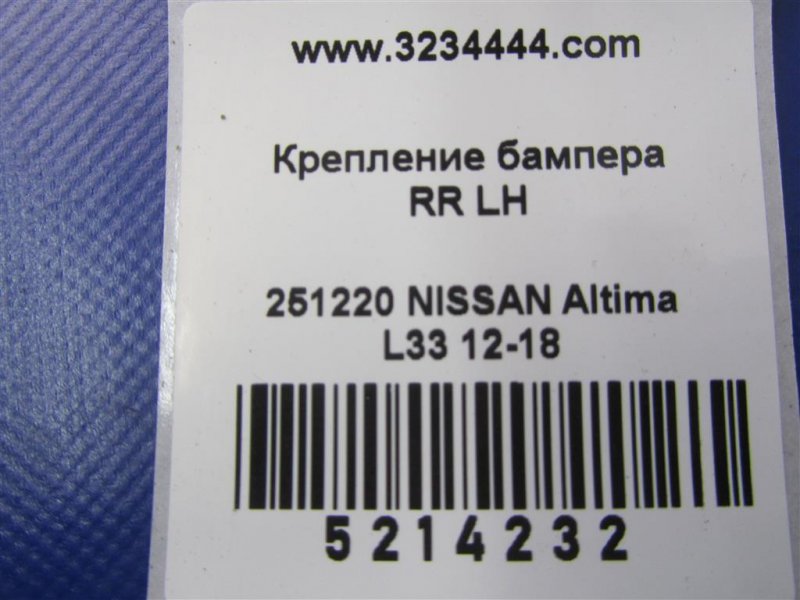 www.3234444.com
Крепление бампера
RR LH
251220 NISSAN Altima
L33 12-18
5214232